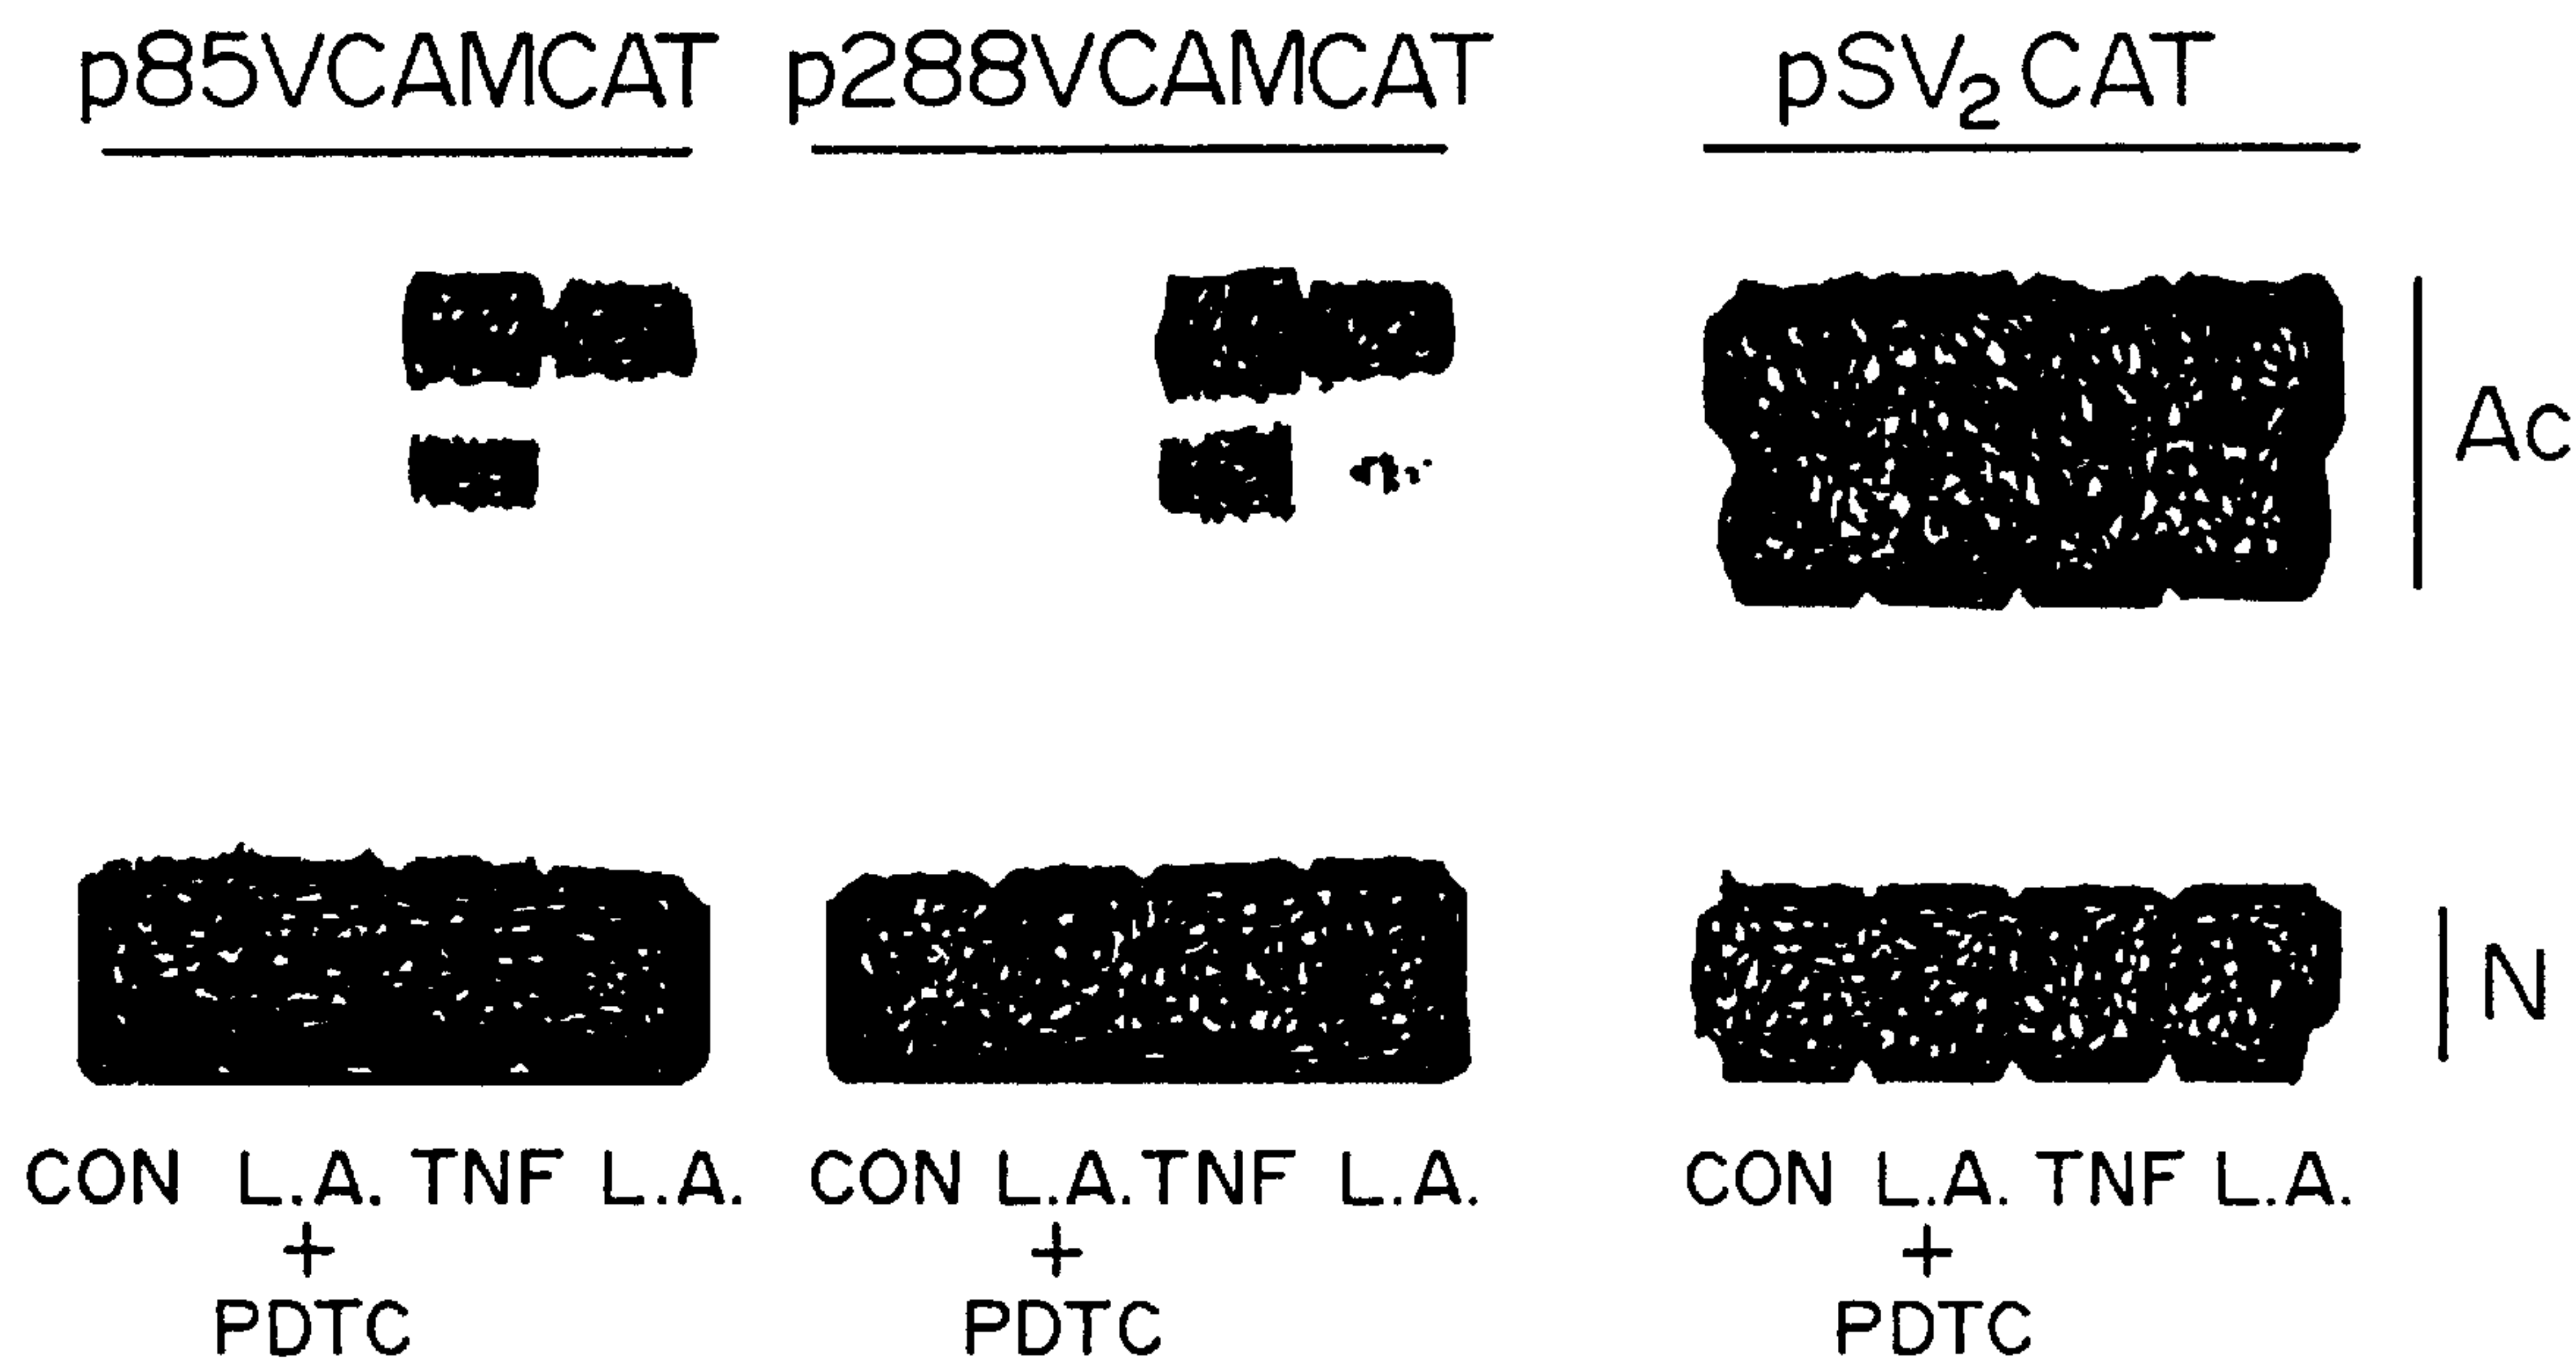 p85VCAMCAT p288VCAMCAT pSV₂CAT
Ac
N
CON L.A. TNF L.A. CON L.A. TNF L.A. CON L.A. TNF L.A.
+ + +
PDTC PDTC PDTC